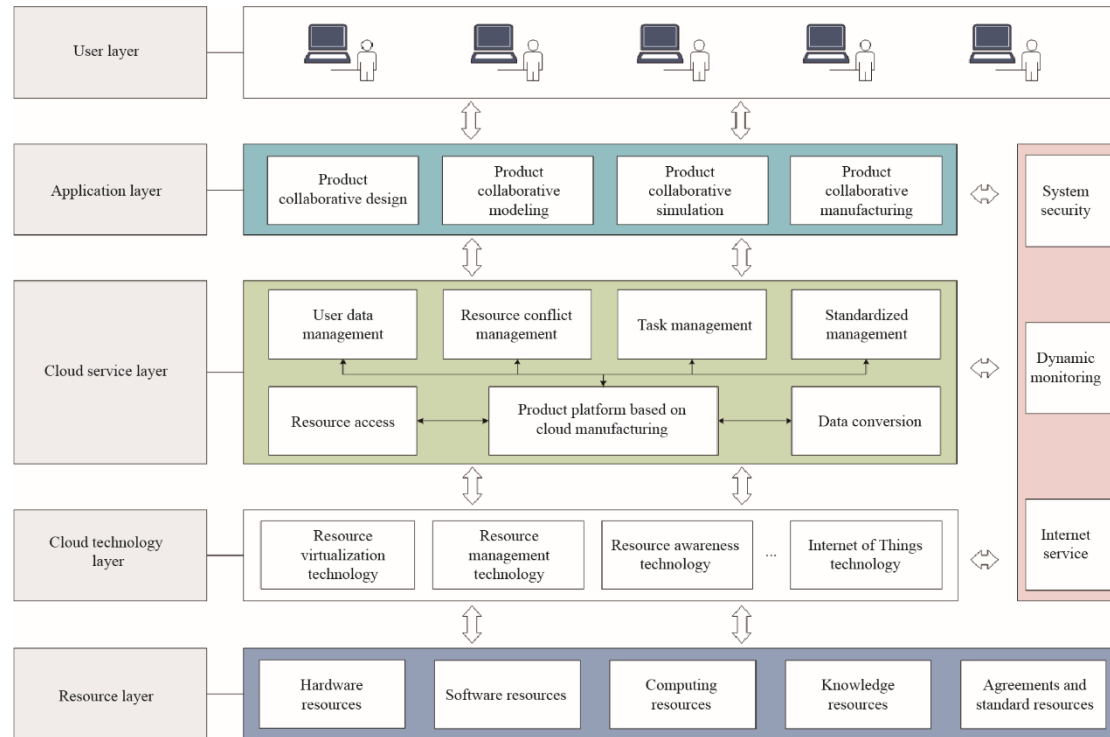 User layer
Application layer
Product
collaborative design
Product
collaborative
modeling
Product
collaborative
simulation
Product
collaborative
manufacturing
System
security
Cloud service layer
User data
management
Resource conflict
management
Task management
Standardized
management
Resource access
Product platform based on
cloud manufacturing
Data conversion
Dynamic
monitoring
Cloud technology
layer
Resource
virtualization
technology
Resource
management
technology
Resource awareness
technology
...
Internet of Things
technology
Internet
service
Resource layer
Hardware
resources
Software resources
Computing
resources
Knowledge
resources
Agreements and
standard resources